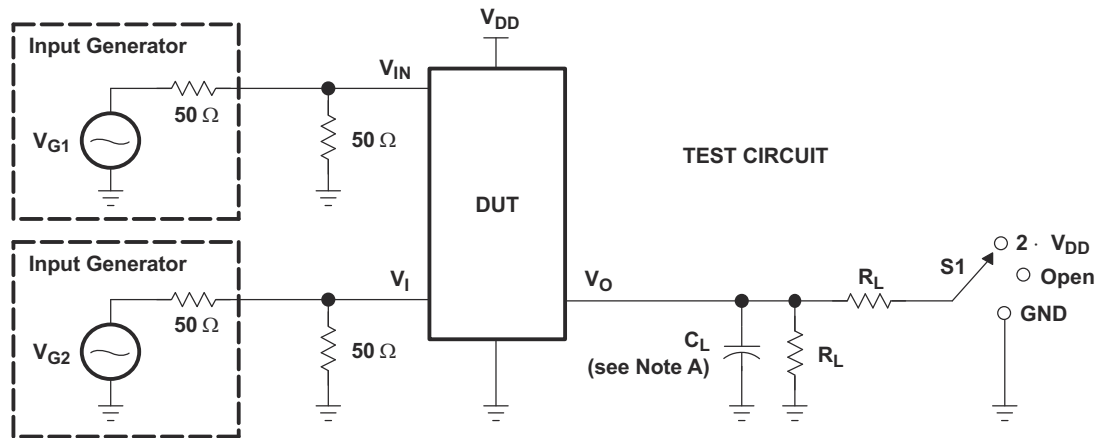 V_DD
Input Generator
V_IN
50 Ω
V_G1
50 Ω
TEST CIRCUIT
DUT
Input Generator
V_I
50 Ω
V_G2
50 Ω
V_O
C_L
(see Note A)
R_L
R_L
S1
2 · V_DD
Open
GND